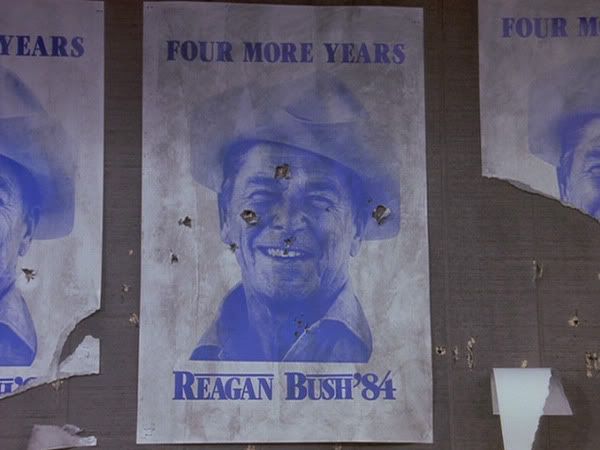 YEARS
FOUR MORE YEARS
FOUR M
REAGAN BUSH '84